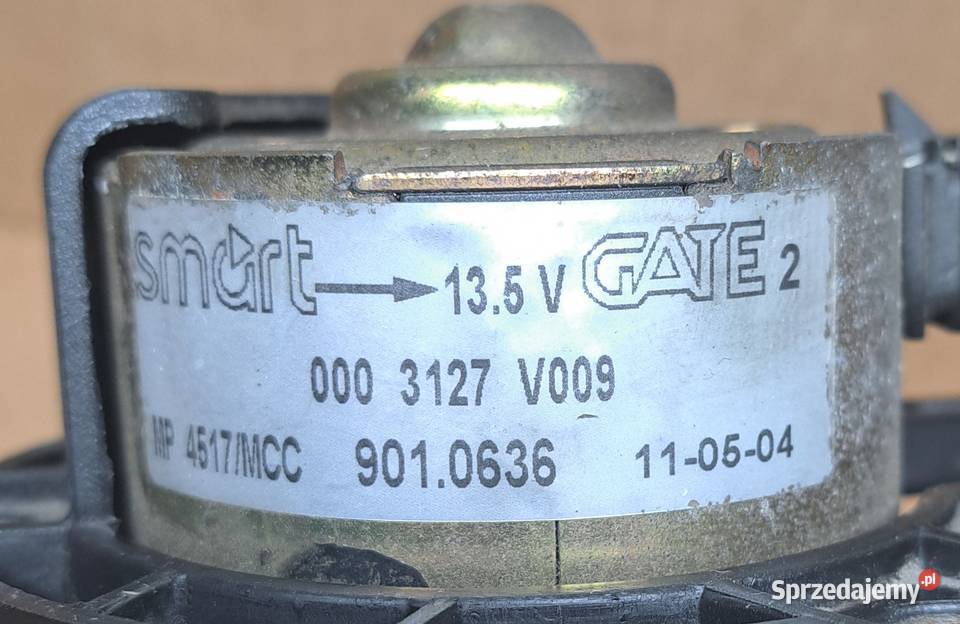 smart → 13.5 V GATE 2
000 3127 V009
MP 4517/MCC 901.0636 11-05-04
Sprzedajemy.pl